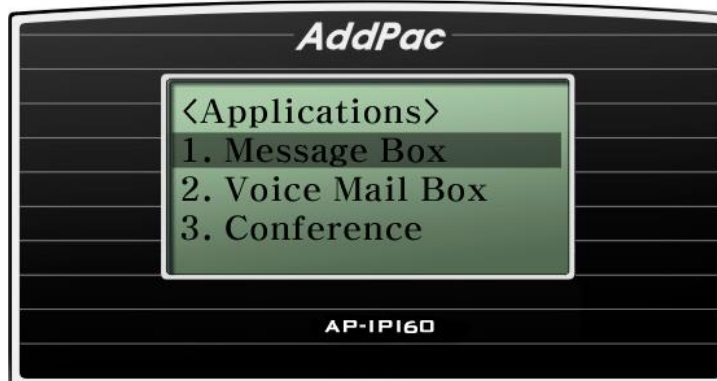 AddPac
<Applications>
1. Message Box
2. Voice Mail Box
3. Conference
AP-IP160